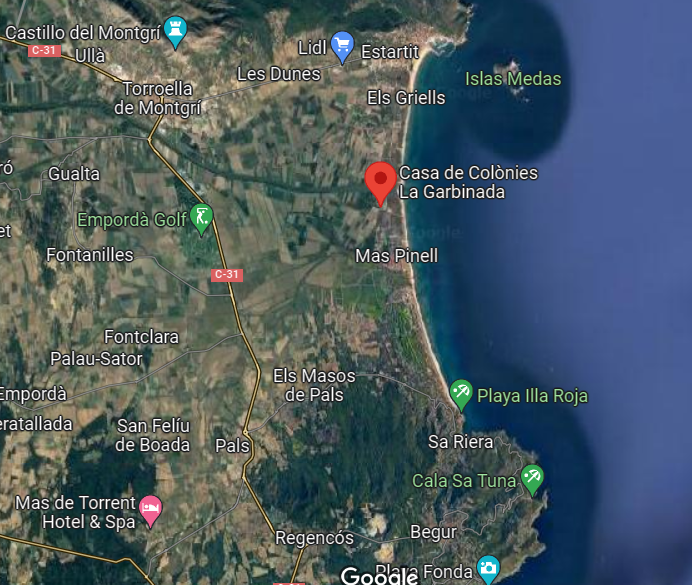 Castillo del Montgrí
C-31
Ullà
Lidl
Estartit
Les Dunes
Islas Medas
Torroella
de Montgrí
Els Griells
Gualta
Casa de Colònies
La Garbinada
Empordà Golf
Fontanilles
Mas Pinell
C-31
Fontclara
Palau-Sator
Els Masos
de Pals
Empordà
Playa Illa Roja
San Felíu
de Boada
Pals
Sa Riera
Cala Sa Tuna
Mas de Torrent
Hotel & Spa
Regencós
Begur
Fonda
Google